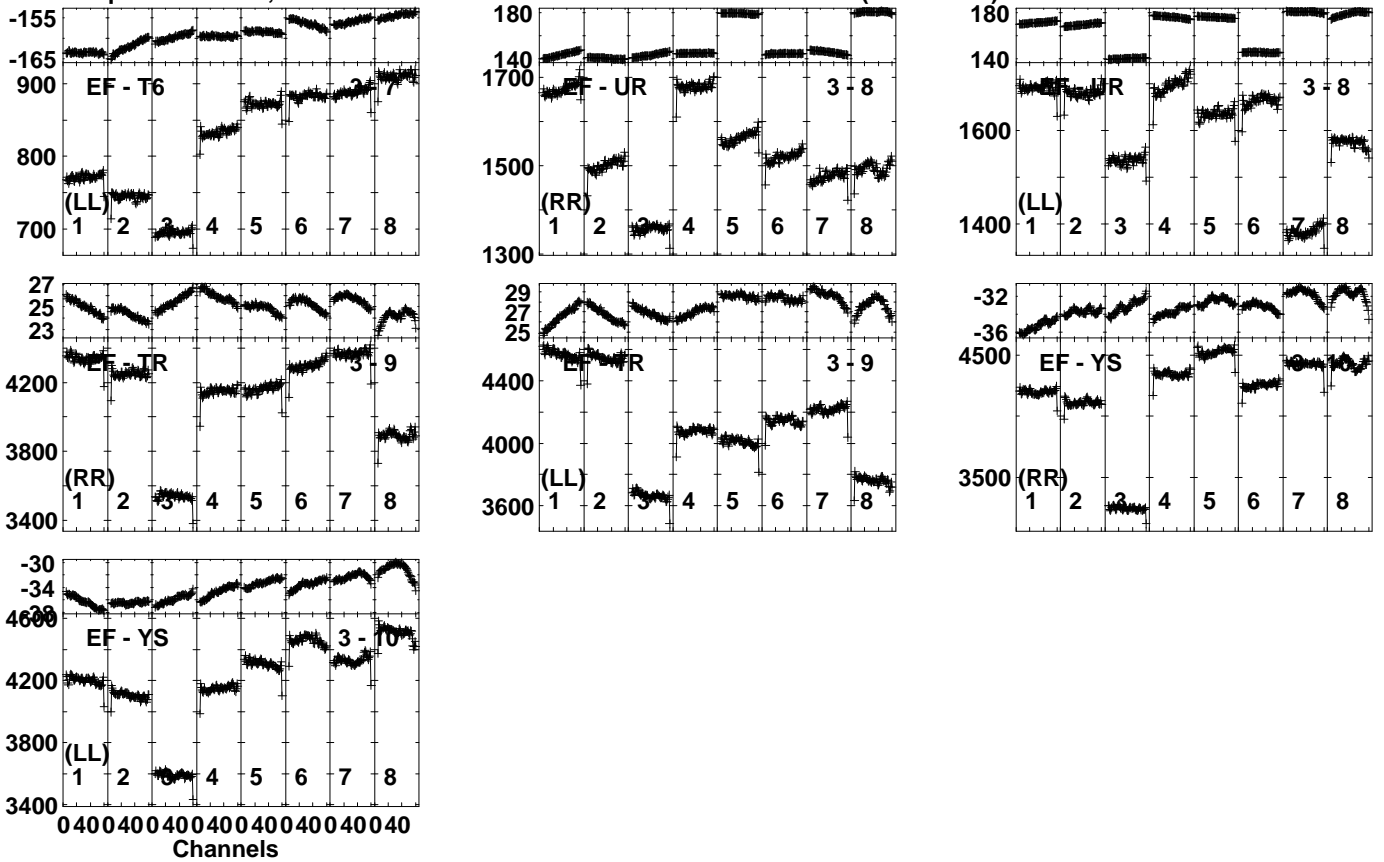 -155
-165
900
800
700
EF - T6 3 - 7
(LL)
1 2 3 4 5 6 7 8
180
140
1700
1500
1300
EF - UR 3 - 8
(RR)
1 2 3 4 5 6 7 8
180
140
1600
1400
EF - UR 3 - 8
(LL)
1 2 3 4 5 6 7 8
27
25
23
4200
3800
3400
EF - TR 3 - 9
(RR)
1 2 3 4 5 6 7 8
29
27
25
4400
4000
3600
EF - TR 3 - 9
(LL)
1 2 3 4 5 6 7 8
-32
-36
4500
3500
EF - YS 3 - 10
(RR)
1 2 3 4 5 6 7 8
-30
-34
-38
4600
4200
3800
3400
EF - YS 3 - 10
(LL)
1 2 3 4 5 6 7 8
0 40 0 40 0 40 0 40 0 40 0 40 0 40 0 40
Channels